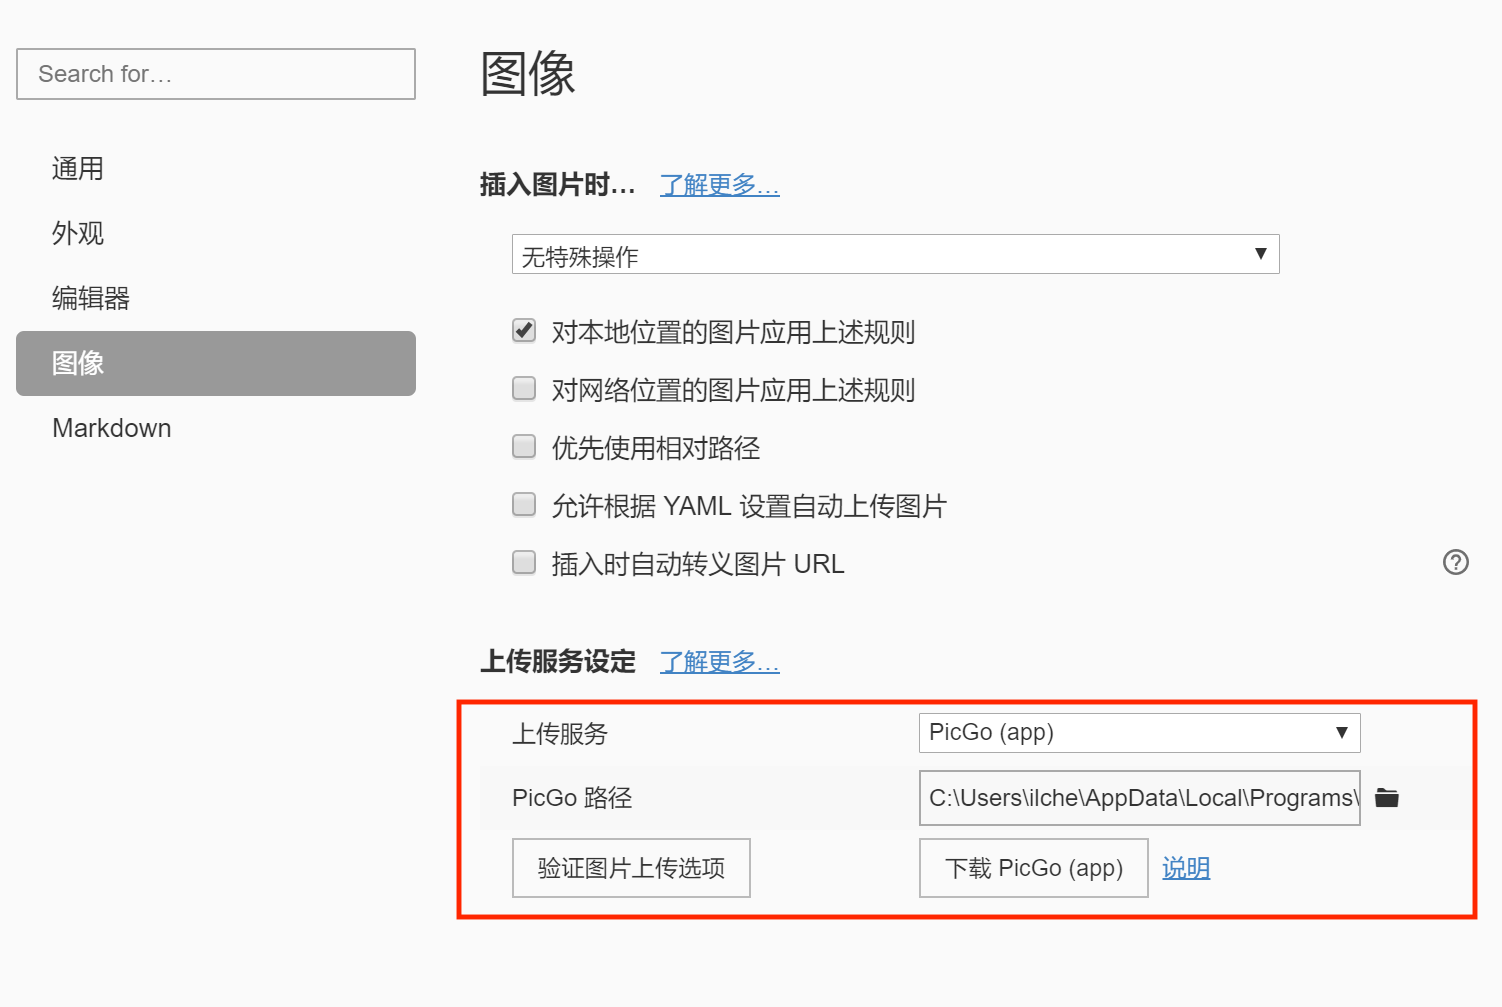 Search for…
通用
外观
编辑器
图像
Markdown
图像
插入图片时… 了解更多…
无特殊操作
对本地位置的图片应用上述规则
对网络位置的图片应用上述规则
优先使用相对路径
允许根据 YAML 设置自动上传图片
插入时自动转义图片 URL
上传服务设定 了解更多…
上传服务 PicGo (app)
PicGo 路径 C:\Users\ilche\AppData\Local\Programs\
验证图片上传选项 下载 PicGo (app) 说明